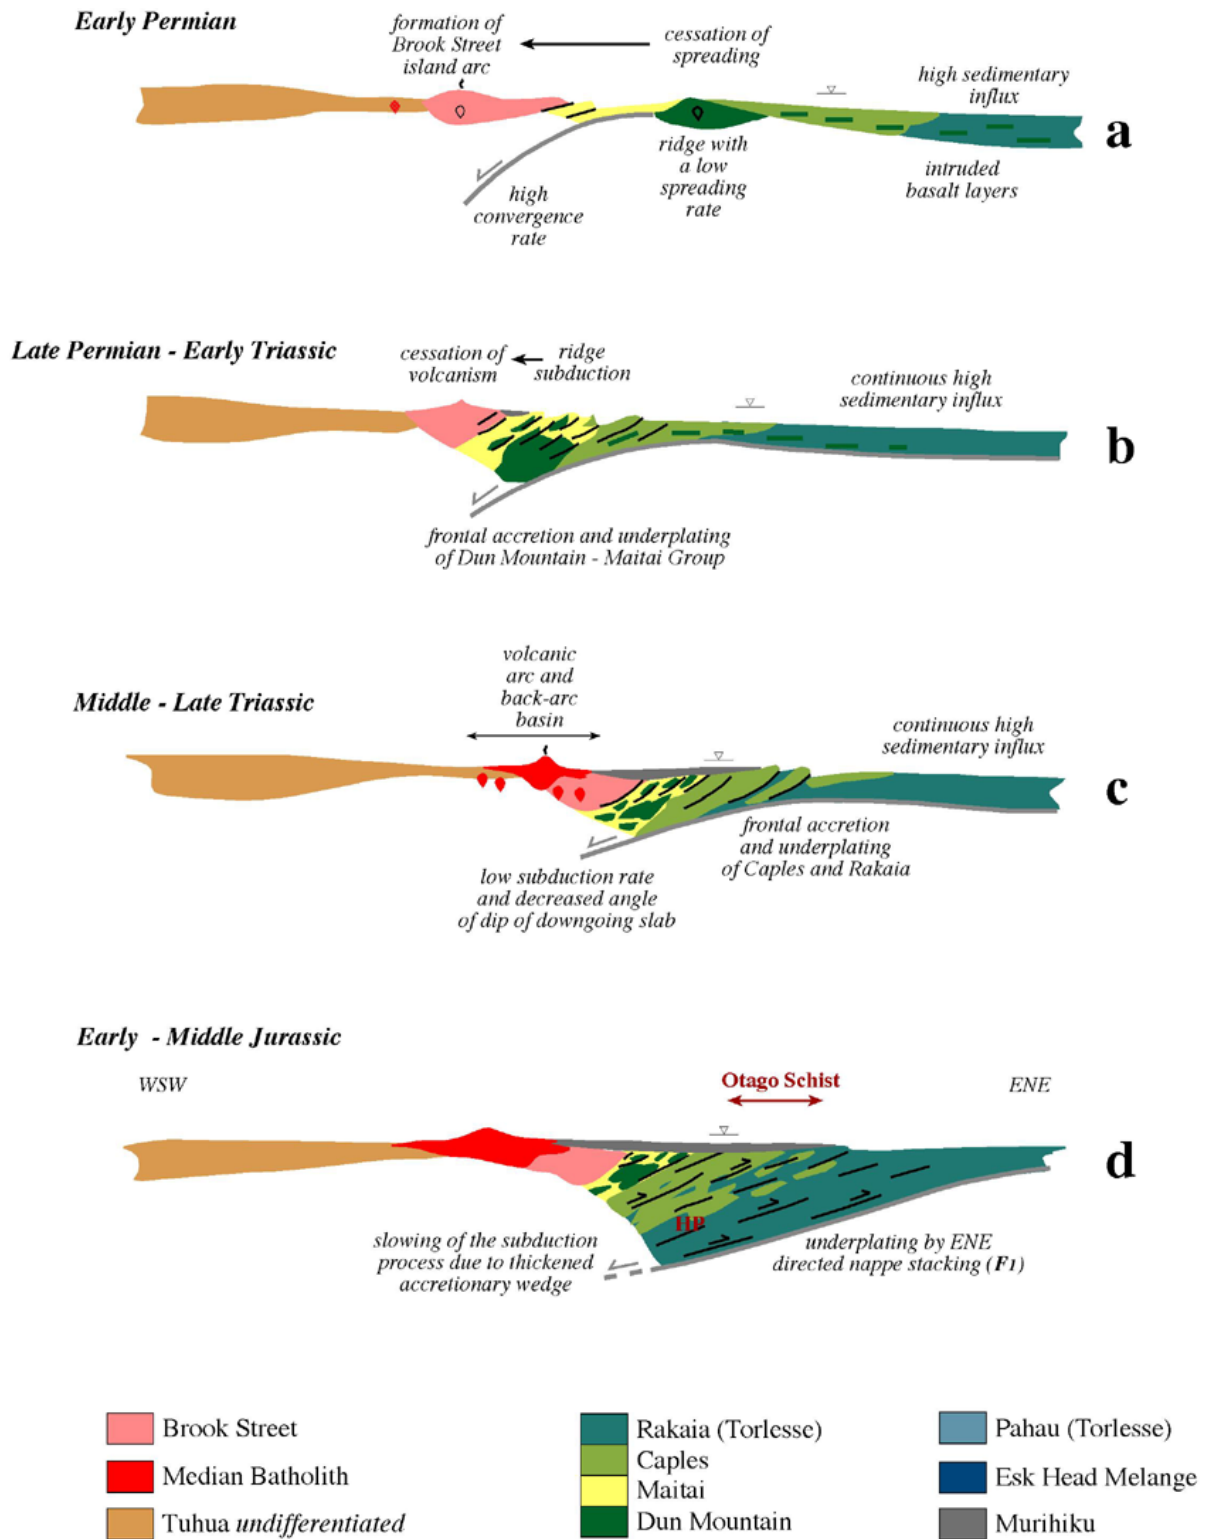 Early Permian
formation of
Brook Street
island arc
cessation of
spreading
high sedimentary
influx
a
ridge with
a low
spreading
rate
intruded
basalt layers
high
convergence
rate
Late Permian - Early Triassic
cessation of
volcanism
ridge
subduction
continuous high
sedimentary influx
b
frontal accretion and underplating
of Dun Mountain - Maitai Group
volcanic
arc and
back-arc
basin
Middle - Late Triassic
continuous high
sedimentary influx
c
frontal accretion
and underplating
of Caples and Rakaia
low subduction rate
and decreased angle
of dip of downgoing slab
Early - Middle Jurassic
WSW
Otago Schist
ENE
d
HP
slowing of the subduction
process due to thickened
accretionary wedge
underplating by ENE
directed nappe stacking (F1)
Brook Street
Median Batholith
Tuhua undifferentiated
Rakaia (Torlesse)
Caples
Maitai
Dun Mountain
Pahau (Torlesse)
Esk Head Melange
Murihiku